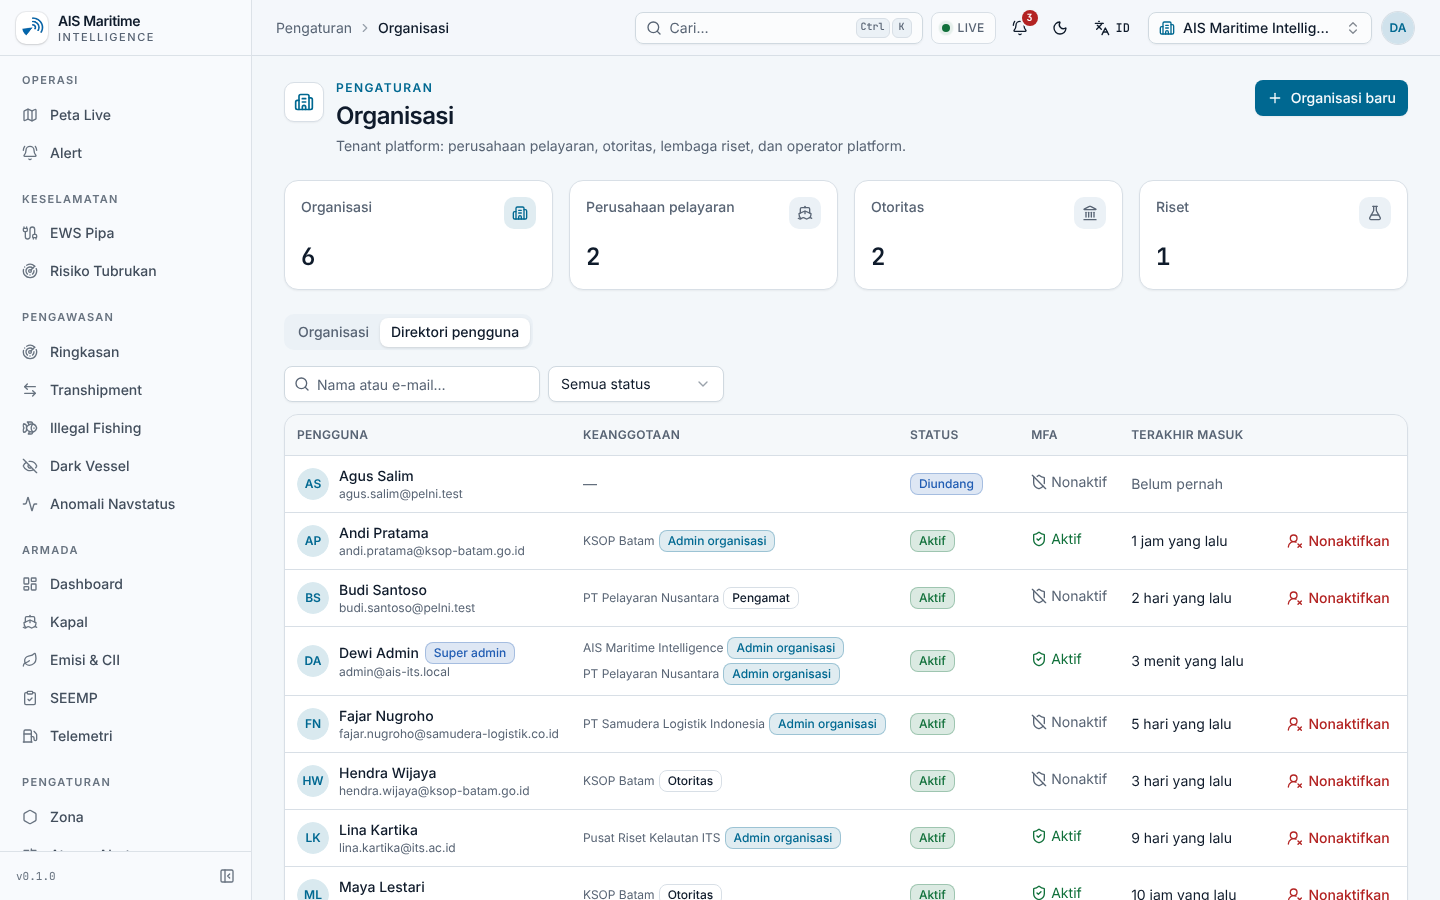 AIS Maritime
INTELLIGENCE
OPERASI
Peta Live
Alert
KESELAMATAN
EWS Pipa
Risiko Tubrukan
PENGAWASAN
Ringkasan
Transhipment
Illegal Fishing
Dark Vessel
Anomali Navstatus
ARMADA
Dashboard
Kapal
Emisi & CII
SEEMP
Telemetri
PENGATURAN
Zona
v0.1.0
Pengaturan > Organisasi
Cari... Ctrl K
LIVE
3
ID
AIS Maritime Intellig...
DA
PENGATURAN
Organisasi
Tenant platform: perusahaan pelayaran, otoritas, lembaga riset, dan operator platform.
Organisasi baru
Organisasi
6
Perusahaan pelayaran
2
Otoritas
2
Riset
1
Organisasi Direktori pengguna
Nama atau e-mail... Semua status
PENGGUNA KEANGGOTAAN STATUS MFA TERAKHIR MASUK
AS Agus Salim
agus.salim@pelni.test
— Diundang Nonaktif Belum pernah
AP Andi Pratama
andi.pratama@ksop-batam.go.id
KSOP Batam Admin organisasi Aktif Aktif 1 jam yang lalu Nonaktifkan
BS Budi Santoso
budi.santoso@pelni.test
PT Pelayaran Nusantara Pengamat Aktif Nonaktif 2 hari yang lalu Nonaktifkan
DA Dewi Admin Super admin
admin@ais-its.local
AIS Maritime Intelligence Admin organisasi
PT Pelayaran Nusantara Admin organisasi
Aktif Aktif 3 menit yang lalu
FN Fajar Nugroho
fajar.nugroho@samudera-logistik.co.id
PT Samudera Logistik Indonesia Admin organisasi Aktif Nonaktif 5 hari yang lalu Nonaktifkan
HW Hendra Wijaya
hendra.wijaya@ksop-batam.go.id
KSOP Batam Otoritas Aktif Nonaktif 3 hari yang lalu Nonaktifkan
LK Lina Kartika
lina.kartika@its.ac.id
Pusat Riset Kelautan ITS Admin organisasi Aktif Aktif 9 hari yang lalu Nonaktifkan
ML Maya Lestari
KSOP Batam Otoritas Aktif Aktif 10 jam yang lalu Nonaktifkan